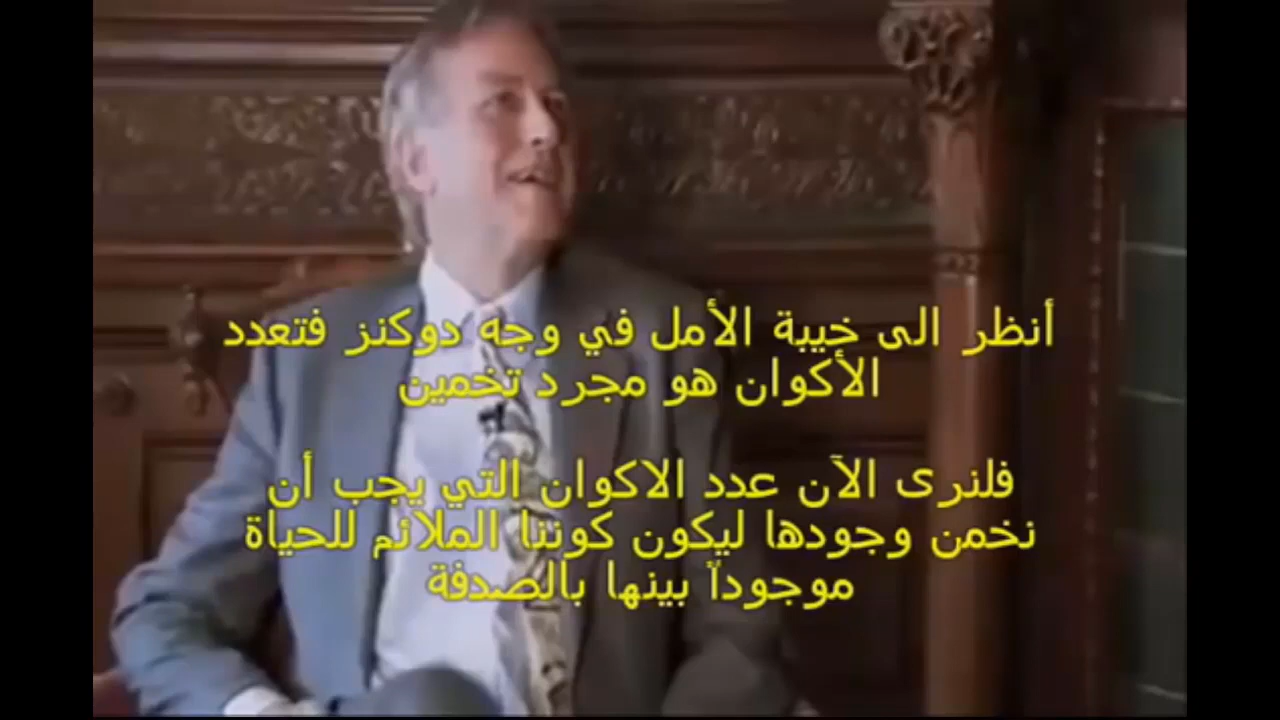 أنظر الى خيبة الأمل في وجه دوكنز فتعدد
الأكوان هو مجرد تخمين
فلنرى الآن عدد الاكوان التي يجب أن
نخمن وجودها ليكون كوننا الملائم للحياة
موجوداً بينها بالصدفة